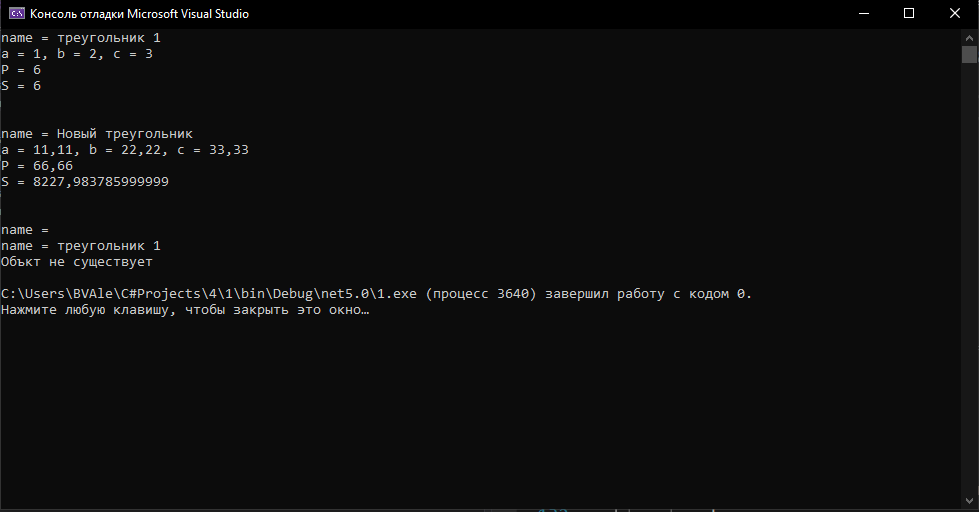 Консоль отладки Microsoft Visual Studio
name = треугольник 1
a = 1, b = 2, c = 3
P = 6
S = 6
name = Новый треугольник
a = 11,11, b = 22,22, c = 33,33
P = 66,66
S = 8227,983785999999
name =
name = треугольник 1
Объкт не существует
C:\Users\BVAle\C#Projects\4\1\bin\Debug\net5.0\1.exe (процесс 3640) завершил работу с кодом 0.
Нажмите любую клавишу, чтобы закрыть это окно…